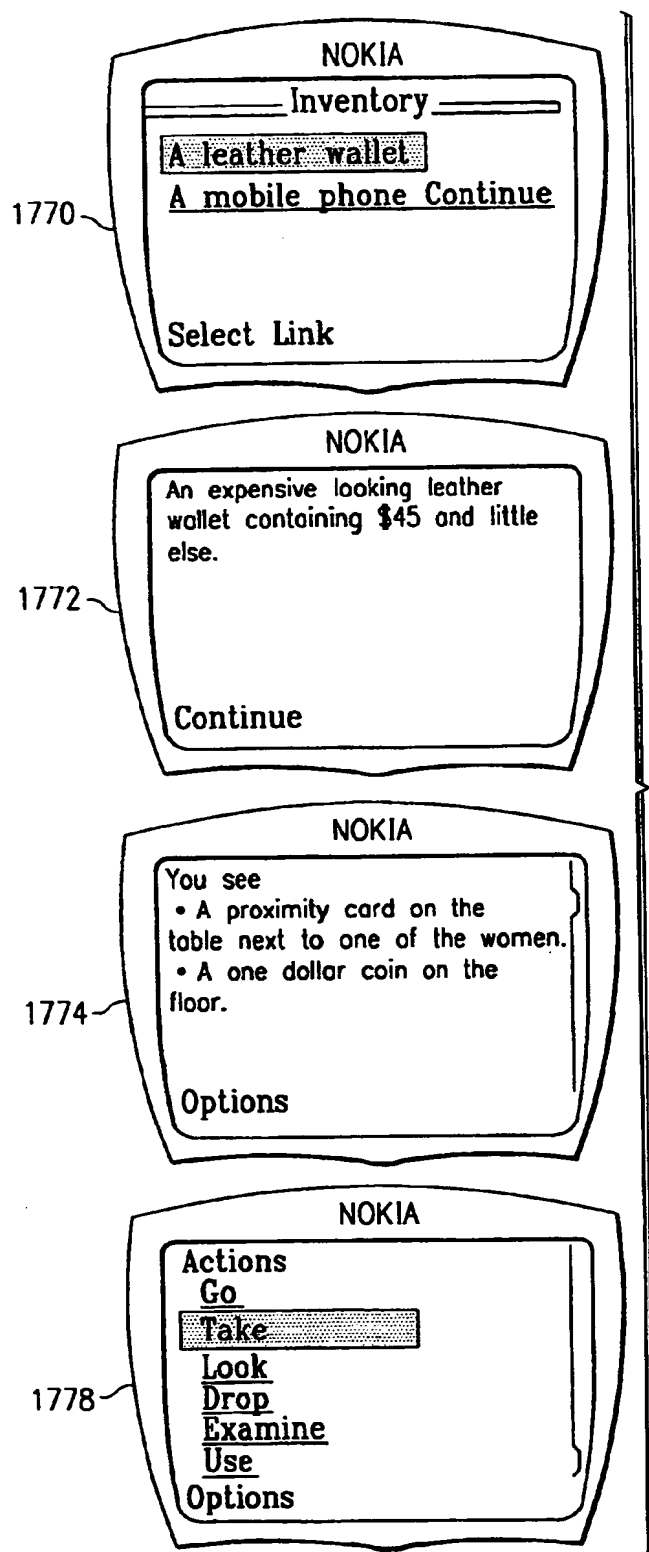 NOKIA
Inventory
A leather wallet
A mobile phone Continue
1770
Select Link
NOKIA
An expensive looking leather
wallet containing $45 and little
else.
1772
Continue
NOKIA
You see
• A proximity card on the
table next to one of the women.
• A one dollar coin on the
floor.
1774
Options
NOKIA
Actions
Go
Take
Look
Drop
1778
Examine
Use
Options